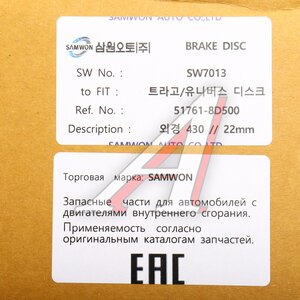 SAMWON AUTO CO.,LTD
SAMWON 삼원오토(주) BRAKE DISC
SW No. : SW7013
to FIT : 트라고/유니버스 디스크
Ref. No. : 51761-8D500
Description : 외경 430 // 22mm
SAMWON AUTO CO.,LTD
Торговая марка: SAMWON
Запасные части для автомобилей с
двигателями внутреннего сгорания.
Применяемость согласно
оригинальным каталогам запчастей.
EAC